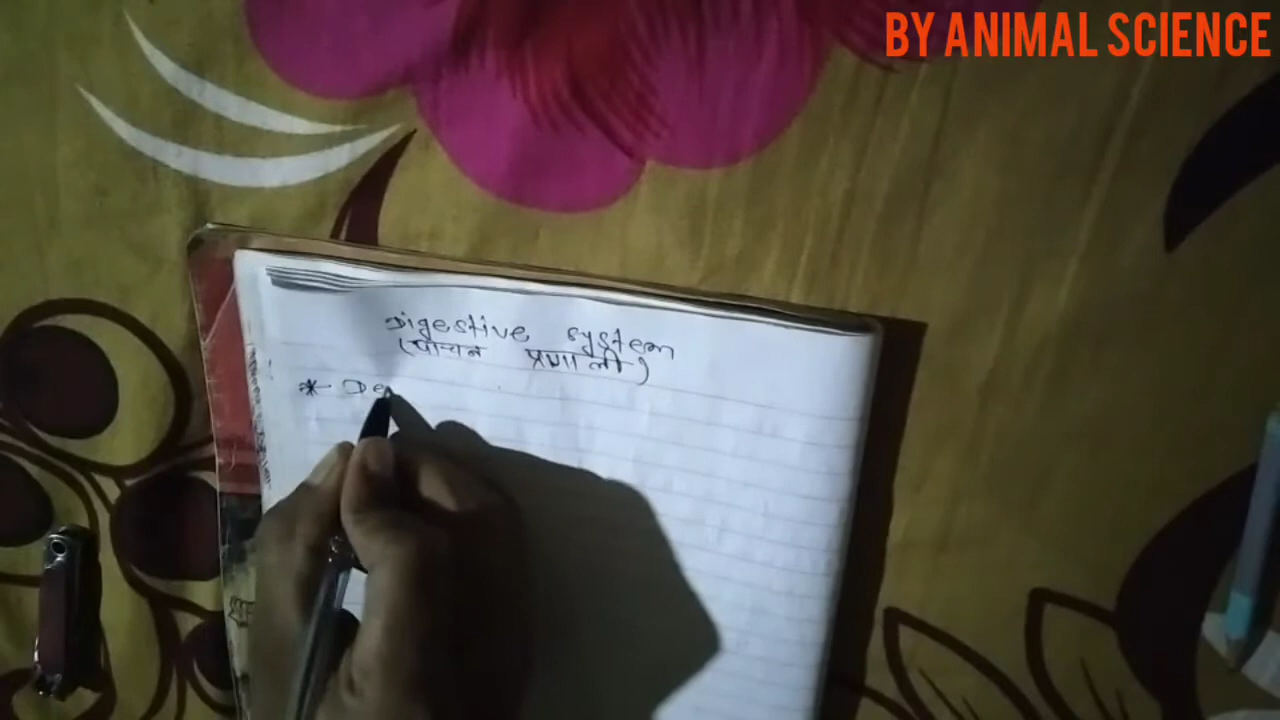 BY ANIMAL SCIENCE
Digestive system
(पाचन प्रणाली)
* De